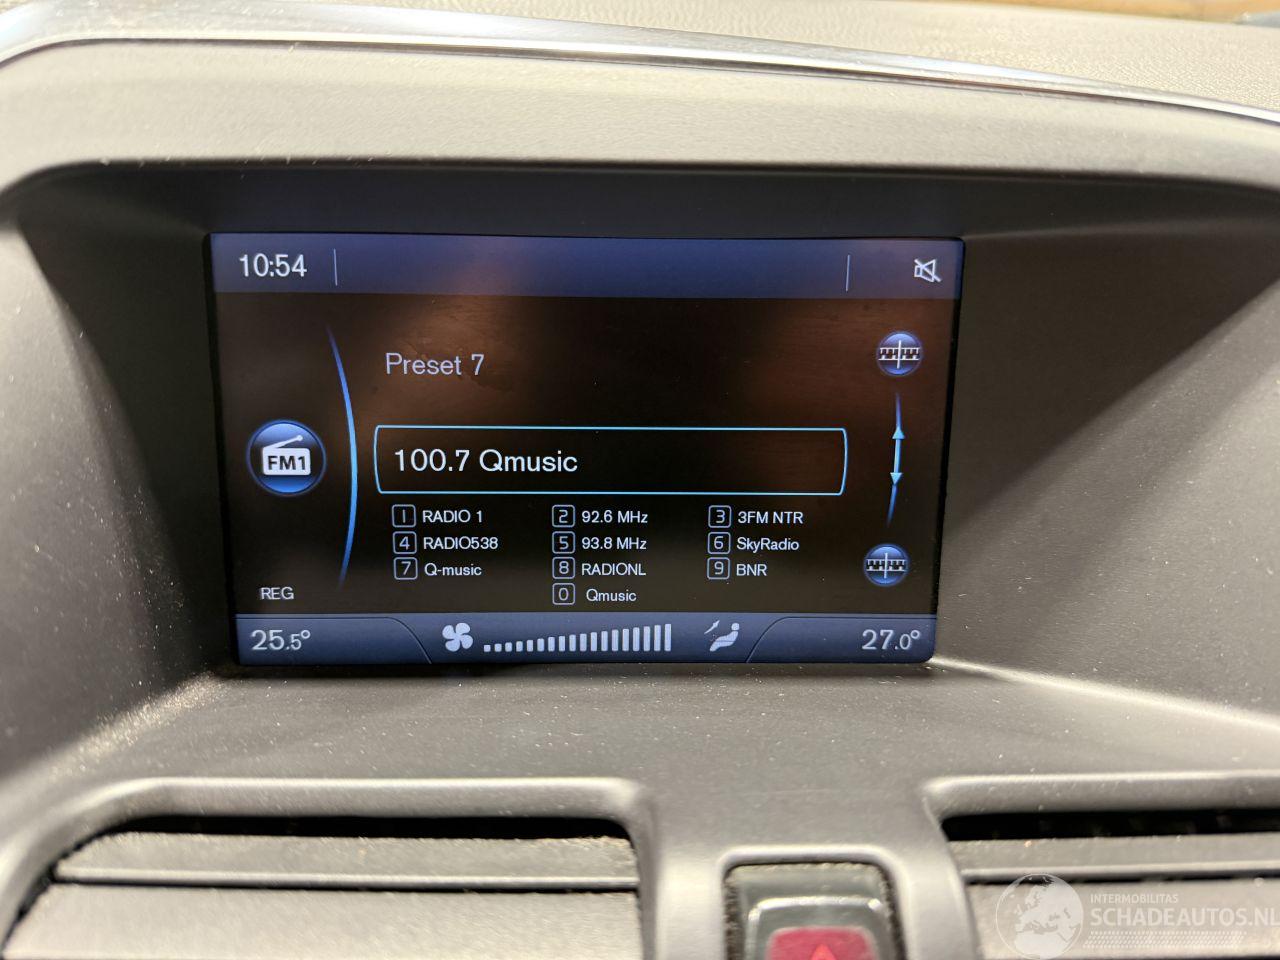 10:54
Preset 7
FM1
100.7 Qmusic
1 RADIO 1 2 92.6 MHz 3 3FM NTR
4 RADIO538 5 93.8 MHz 6 SkyRadio
7 Q-music 8 RADIONL 9 BNR
REG 0 Qmusic
25.5° 27.0°
INTERMOBILITAS
SCHADEAUTOS.NL